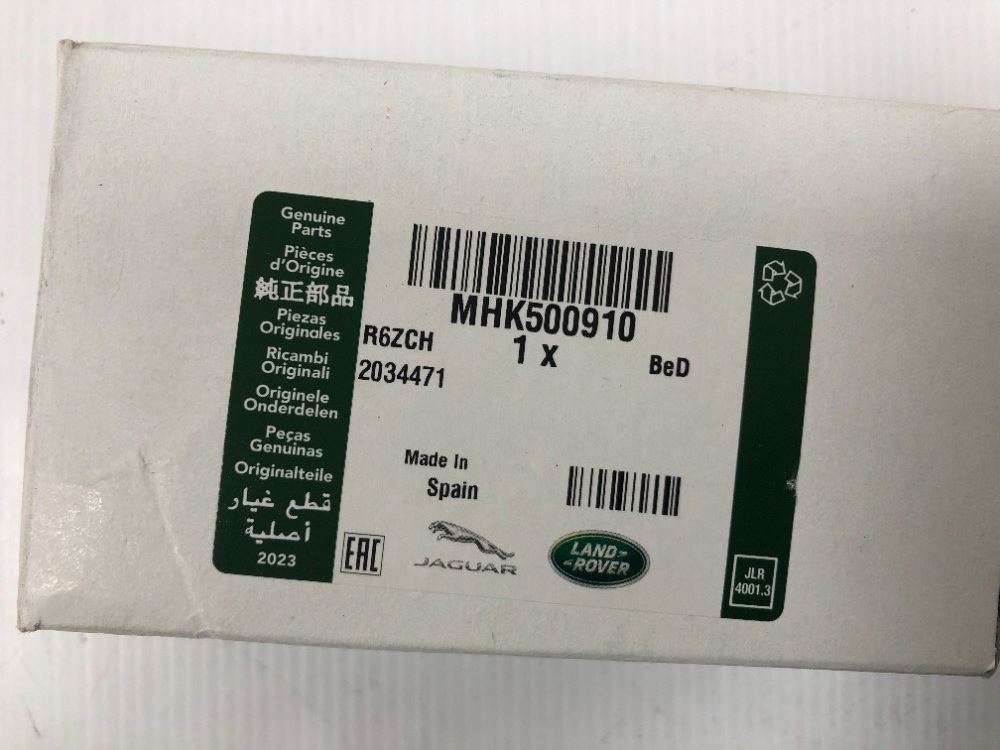 Genuine
Parts
Pièces
d'Origine
純正部品
Piezas
Originales
Ricambi
Originali
Originele
Onderdelen
Peças
Genuínas
Originalteile
قطع غيار
أصلية
2023
MHK500910
R6ZCH
1 x
BeD
2034471
Made In
Spain
EAC
JAGUAR
LAND-
-ROVER
JLR
4001.3